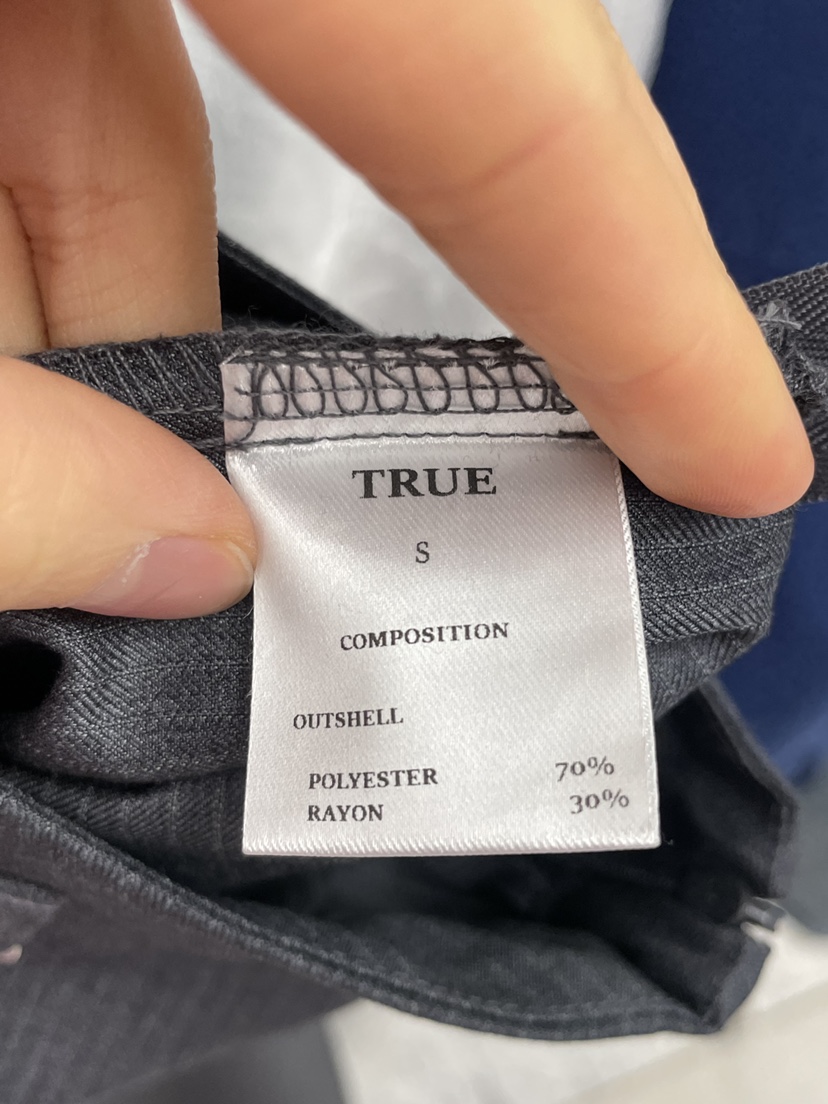 TRUE
S
COMPOSITION
OUTSHELL
POLYESTER 70%
RAYON 30%